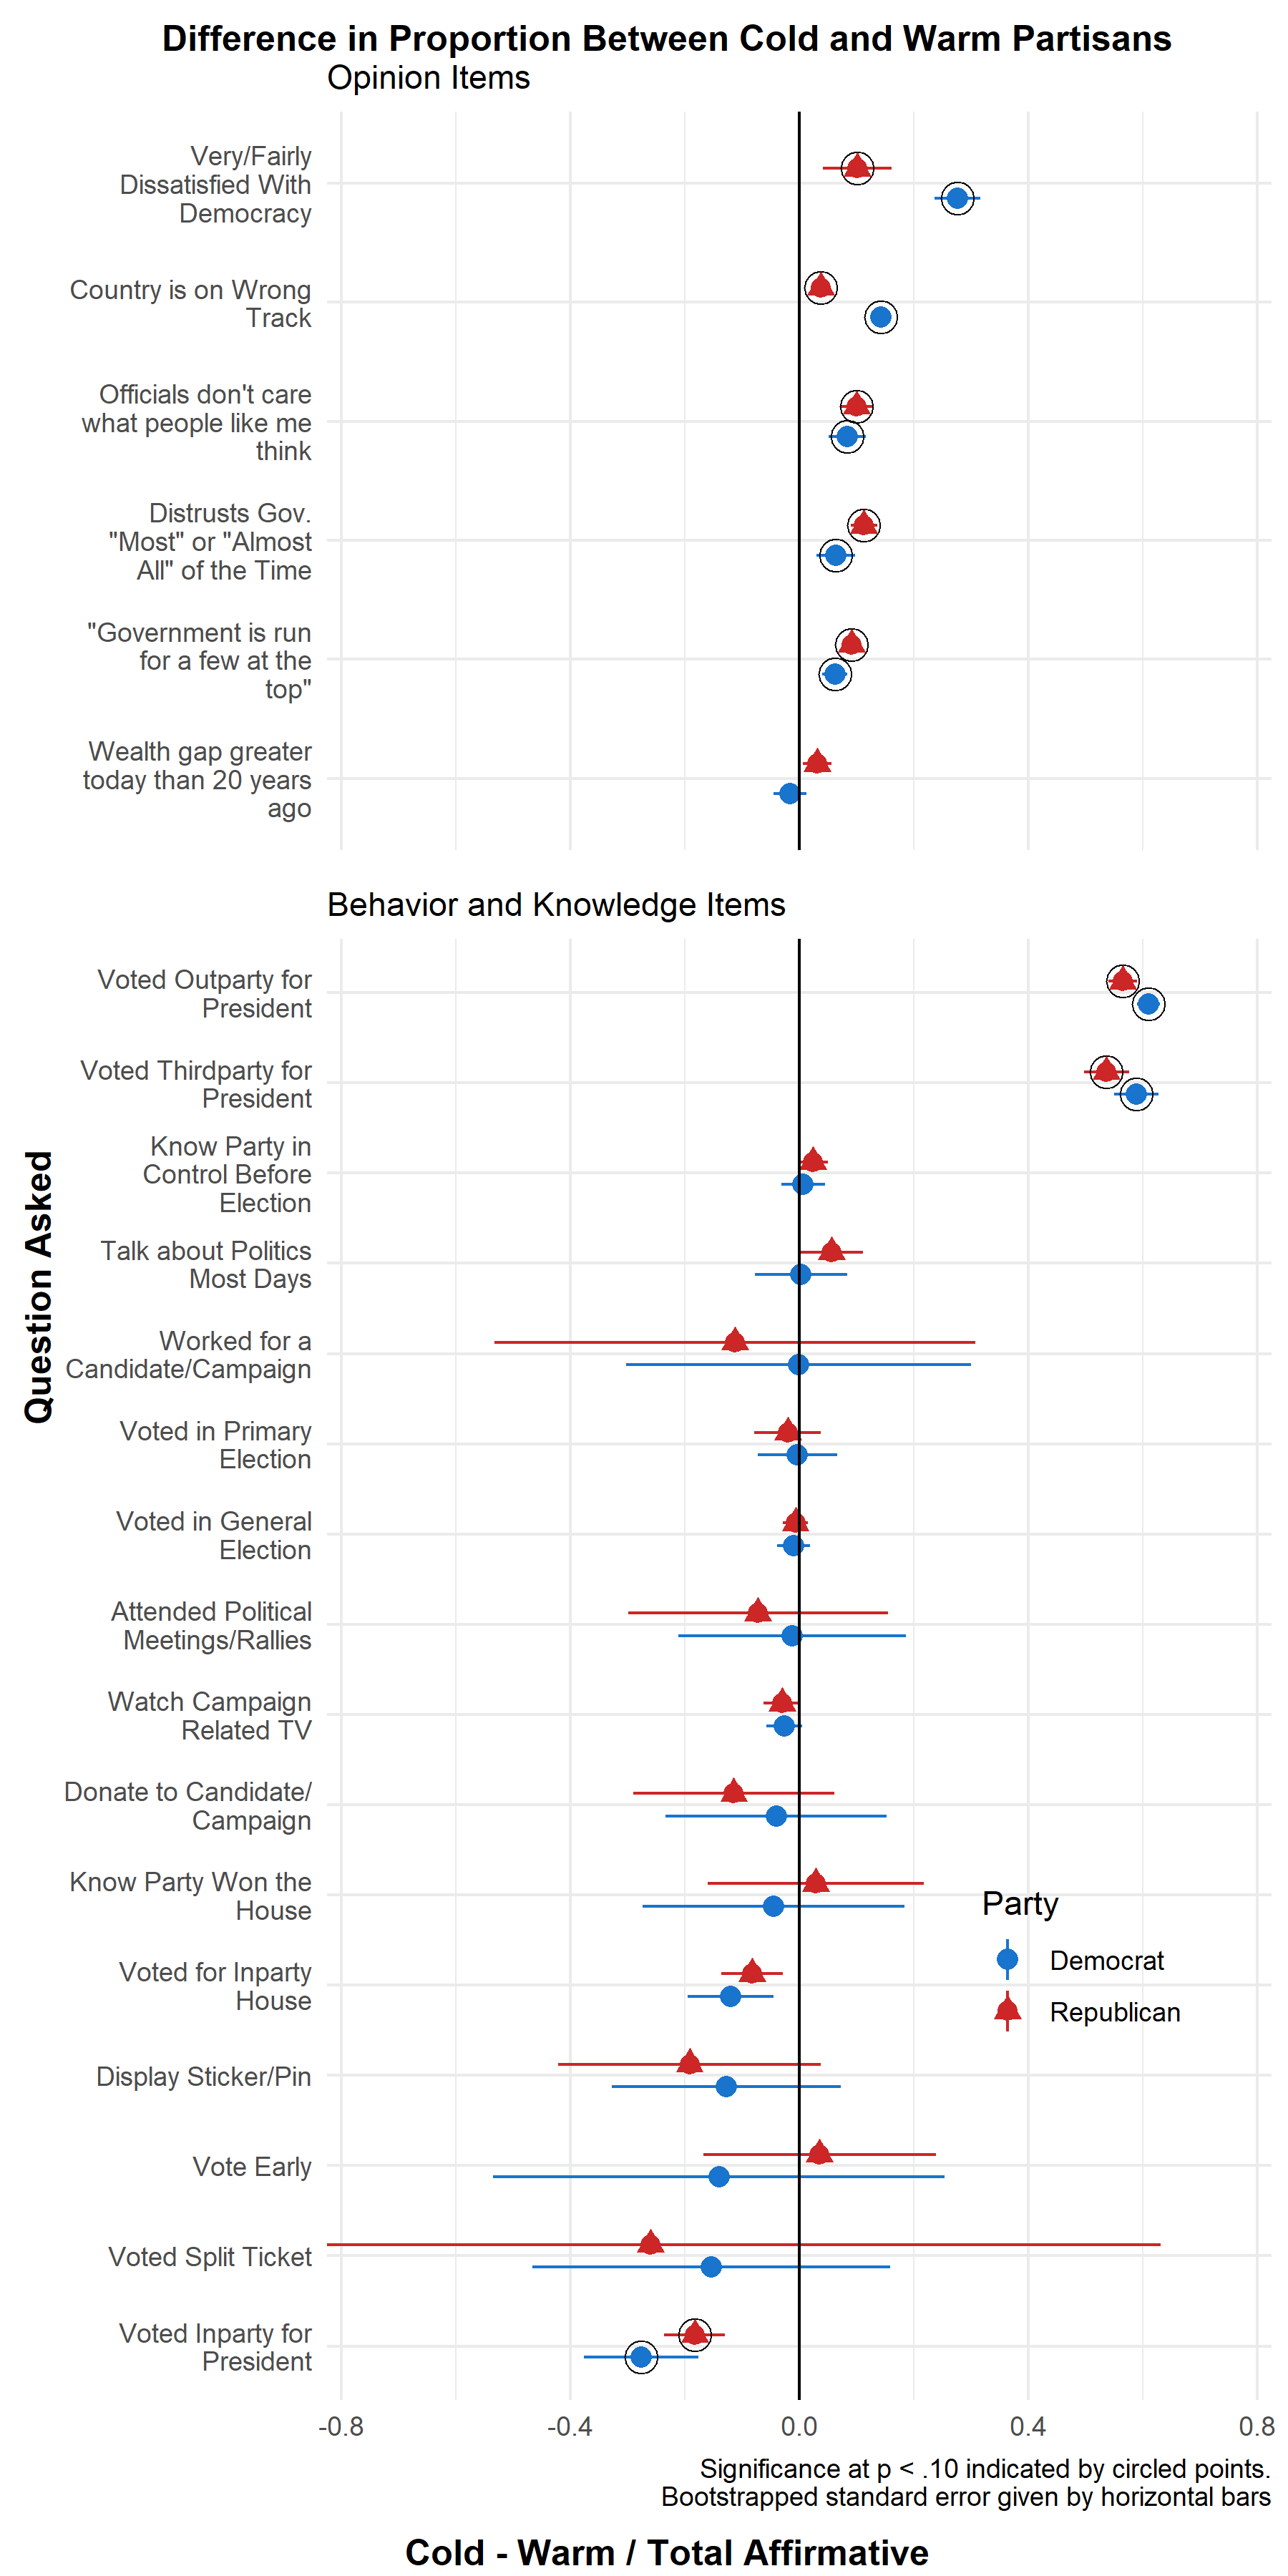 Difference in Proportion Between Cold and Warm Partisans
Opinion Items
Very/Fairly
Dissatisfied With
Democracy
Country is on Wrong
Track
Officials don't care
what people like me
think
Distrusts Gov.
"Most" or "Almost
All" of the Time
"Government is run
for a few at the
top"
Wealth gap greater
today than 20 years
ago
Behavior and Knowledge Items
Question Asked
Voted Outparty for
President
Voted Thirdparty for
President
Know Party in
Control Before
Election
Talk about Politics
Most Days
Worked for a
Candidate/Campaign
Voted in Primary
Election
Voted in General
Election
Attended Political
Meetings/Rallies
Watch Campaign
Related TV
Donate to Candidate/
Campaign
Know Party Won the
House
Voted for Inparty
House
Display Sticker/Pin
Vote Early
Voted Split Ticket
Voted Inparty for
President
Party
Democrat
Republican
-0.8 -0.4 0.0 0.4 0.8
Significance at p < .10 indicated by circled points.
Bootstrapped standard error given by horizontal bars
Cold - Warm / Total Affirmative